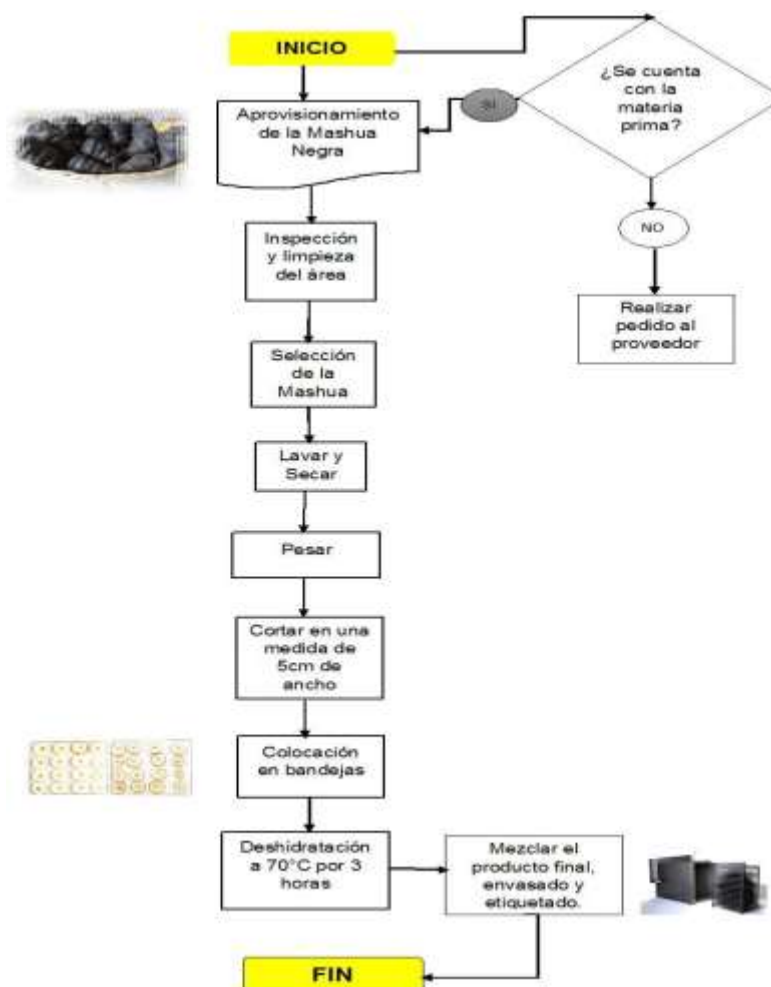 INICIO
¿Se cuenta
con la
materia
prima?
SI
Aprovisionamiento
de la Mashua
Negra
NO
Realizar
pedido al
proveedor
Inspección
y limpieza
del área
Selección
de la
Mashua
Lavar y
Secar
Pesar
Cortar en una
medida de
5cm de
ancho
Colocación
en bandejas
Deshidratación
a 70°C por 3
horas
Mezclar el
producto final,
envasado y
etiquetado.
FIN